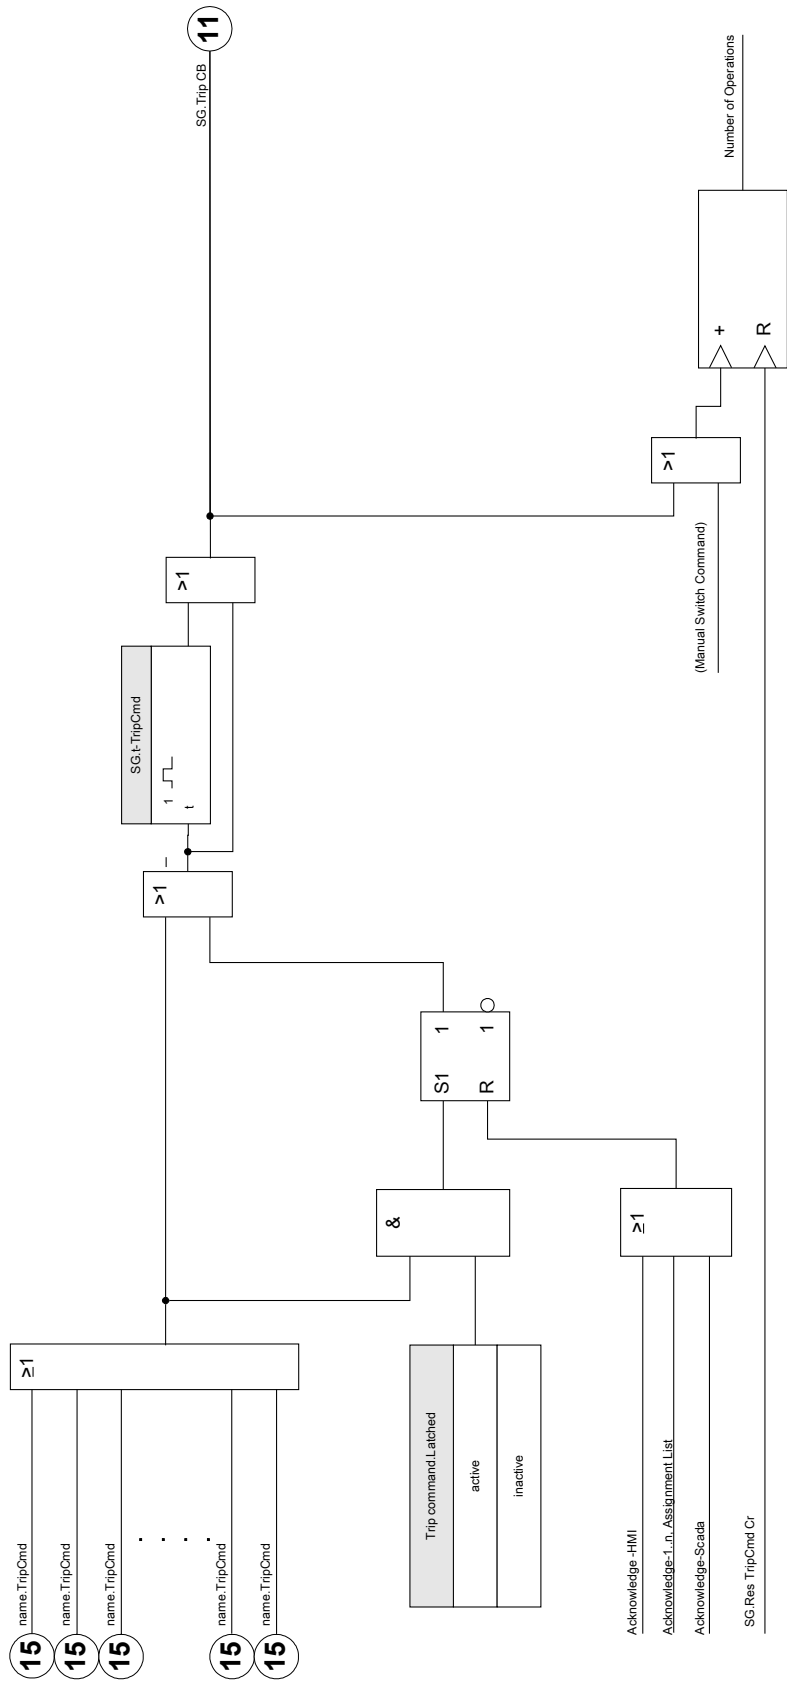 15 name.TripCmd
15 name.TripCmd
15 name.TripCmd
. . . .
15 name.TripCmd
15 name.TripCmd
≥1
Trip command.Latched
active
inactive
&
Acknowledge -HMI
Acknowledge-1..n, Assignment List
Acknowledge-Scada
≥1
SG.Res TripCmd Cr
S1 1
R 1
>1
SG.t-TripCmd
1
t
>1
SG.Trip CB
11
(Manual Switch Command)
>1
+
R
Number of Operations